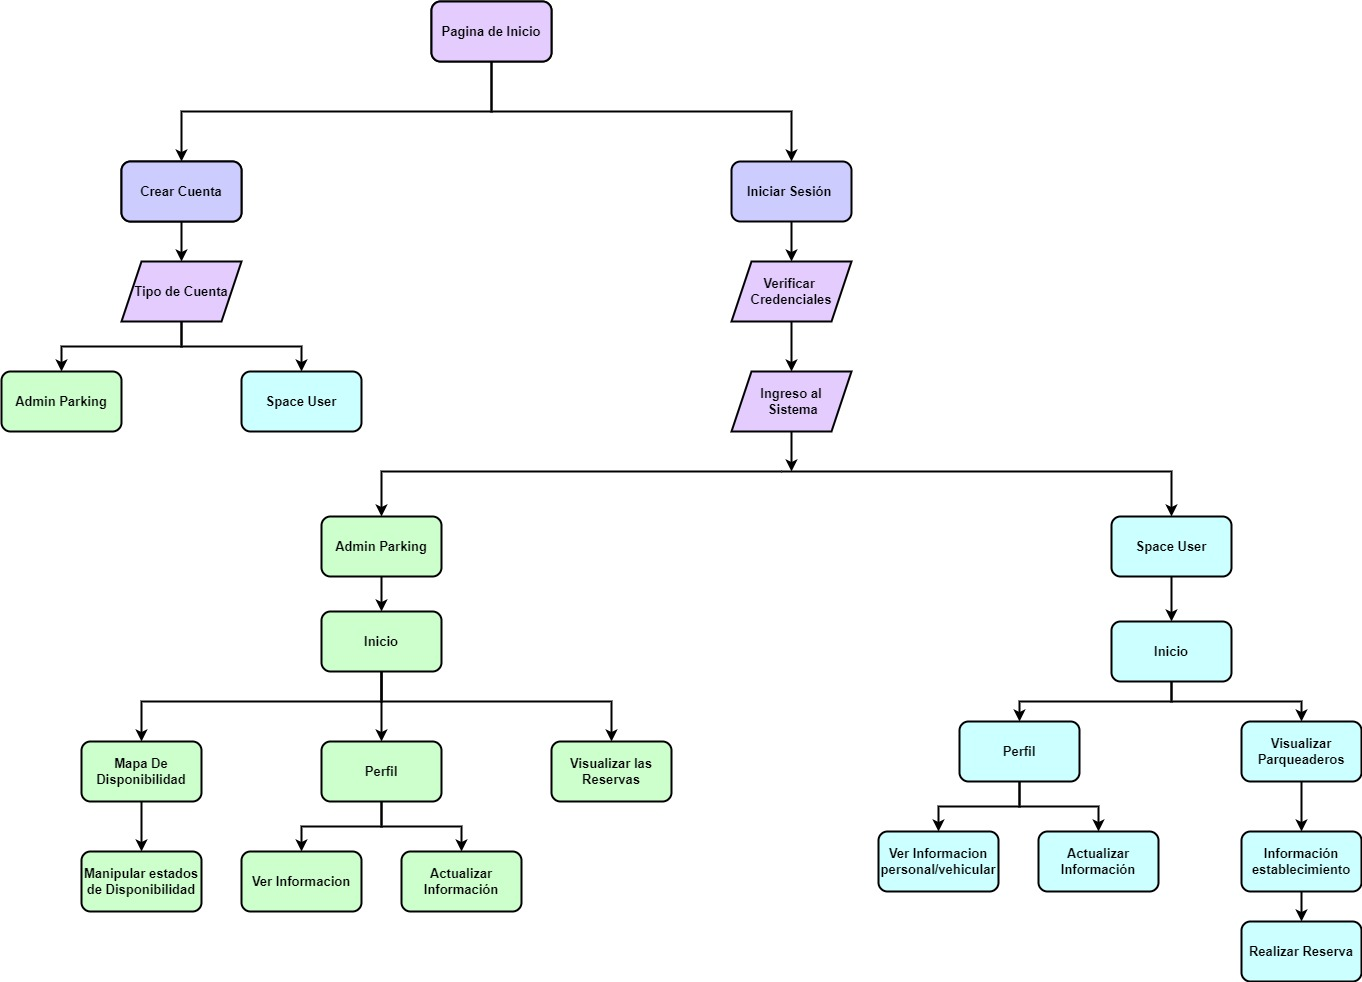 Pagina de Inicio
Crear Cuenta
Iniciar Sesión
Tipo de Cuenta
Verificar
Credenciales
Admin Parking
Space User
Ingreso al
Sistema
Admin Parking
Space User
Inicio
Inicio
Mapa De
Disponibilidad
Perfil
Visualizar las
Reservas
Perfil
Visualizar
Parqueaderos
Manipular estados
de Disponibilidad
Ver Informacion
Actualizar
Información
Ver Informacion
personal/vehicular
Actualizar
Información
Información
establecimiento
Realizar Reserva